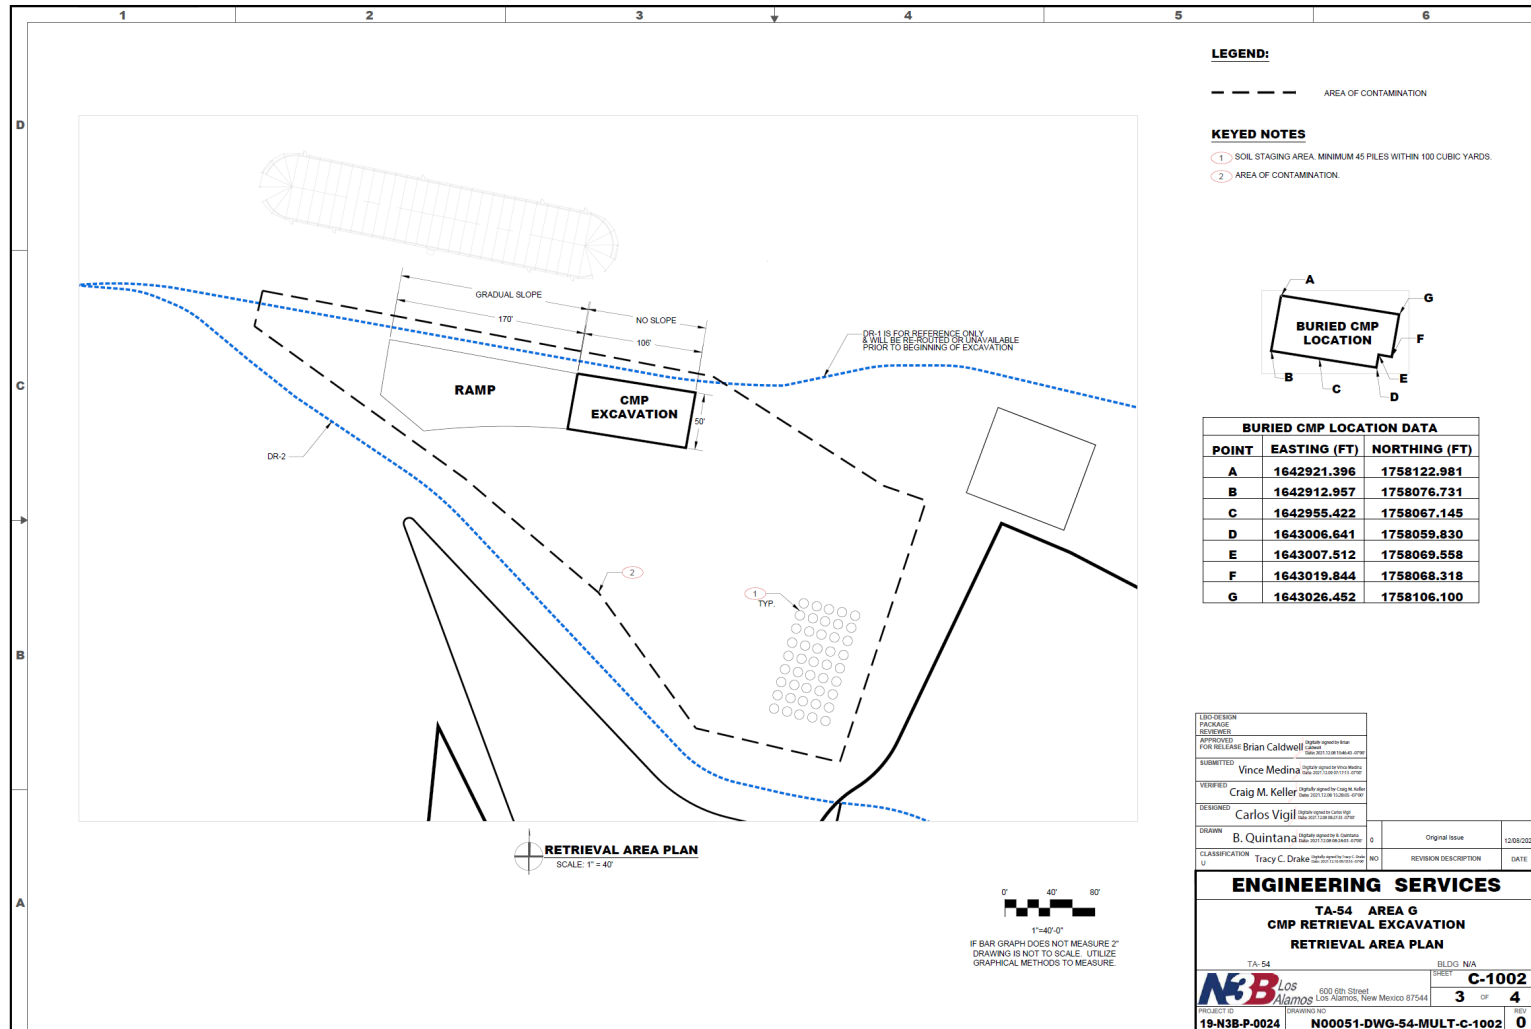 1 2 3 4 5 6
D
C
B
A
LEGEND:
AREA OF CONTAMINATION
KEYED NOTES
1 SOIL STAGING AREA. MINIMUM 45 PILES WITHIN 100 CUBIC YARDS.
2 AREA OF CONTAMINATION.
GRADUAL SLOPE
170'
NO SLOPE
106'
RAMP
CMP
EXCAVATION
50'
DR-1 IS FOR REFERENCE ONLY
& WILL BE RE-ROUTED OR UNAVAILABLE
PRIOR TO BEGINNING OF EXCAVATION
DR-2
2
1
TYP.
A
G
BURIED CMP
LOCATION
F
B
E
C
D
BURIED CMP LOCATION DATA
POINT EASTING (FT) NORTHING (FT)
A 1642921.396 1758122.981
B 1642912.957 1758076.731
C 1642955.422 1758067.145
D 1643006.641 1758059.830
E 1643007.512 1758069.558
F 1643019.844 1758068.318
G 1643026.452 1758106.100
RETRIEVAL AREA PLAN
SCALE: 1" = 40'
0' 40' 80'
1"=40'-0"
IF BAR GRAPH DOES NOT MEASURE 2"
DRAWING IS NOT TO SCALE. UTILIZE
GRAPHICAL METHODS TO MEASURE.
LBO-DESIGN
PACKAGE
REVIEWER
APPROVED
FOR RELEASE Brian Caldwell
SUBMITTED
Vince Medina
VERIFIED
Craig M. Keller
DESIGNED
Carlos Vigil
DRAWN
B. Quintana
0 Original Issue
CLASSIFICATION
U
Tracy C. Drake
NO REVISION DESCRIPTION DATE
ENGINEERING SERVICES
TA-54 AREA G
CMP RETRIEVAL EXCAVATION
RETRIEVAL AREA PLAN
TA- 54 BLDG N/A
N3B Los
Alamos
600 6th Street
Los Alamos, New Mexico 87544
SHEET
C-1002
3 OF 4
PROJECT ID
19-N3B-P-0024
DRAWING NO
N00051-DWG-54-MULT-C-1002
REV
0